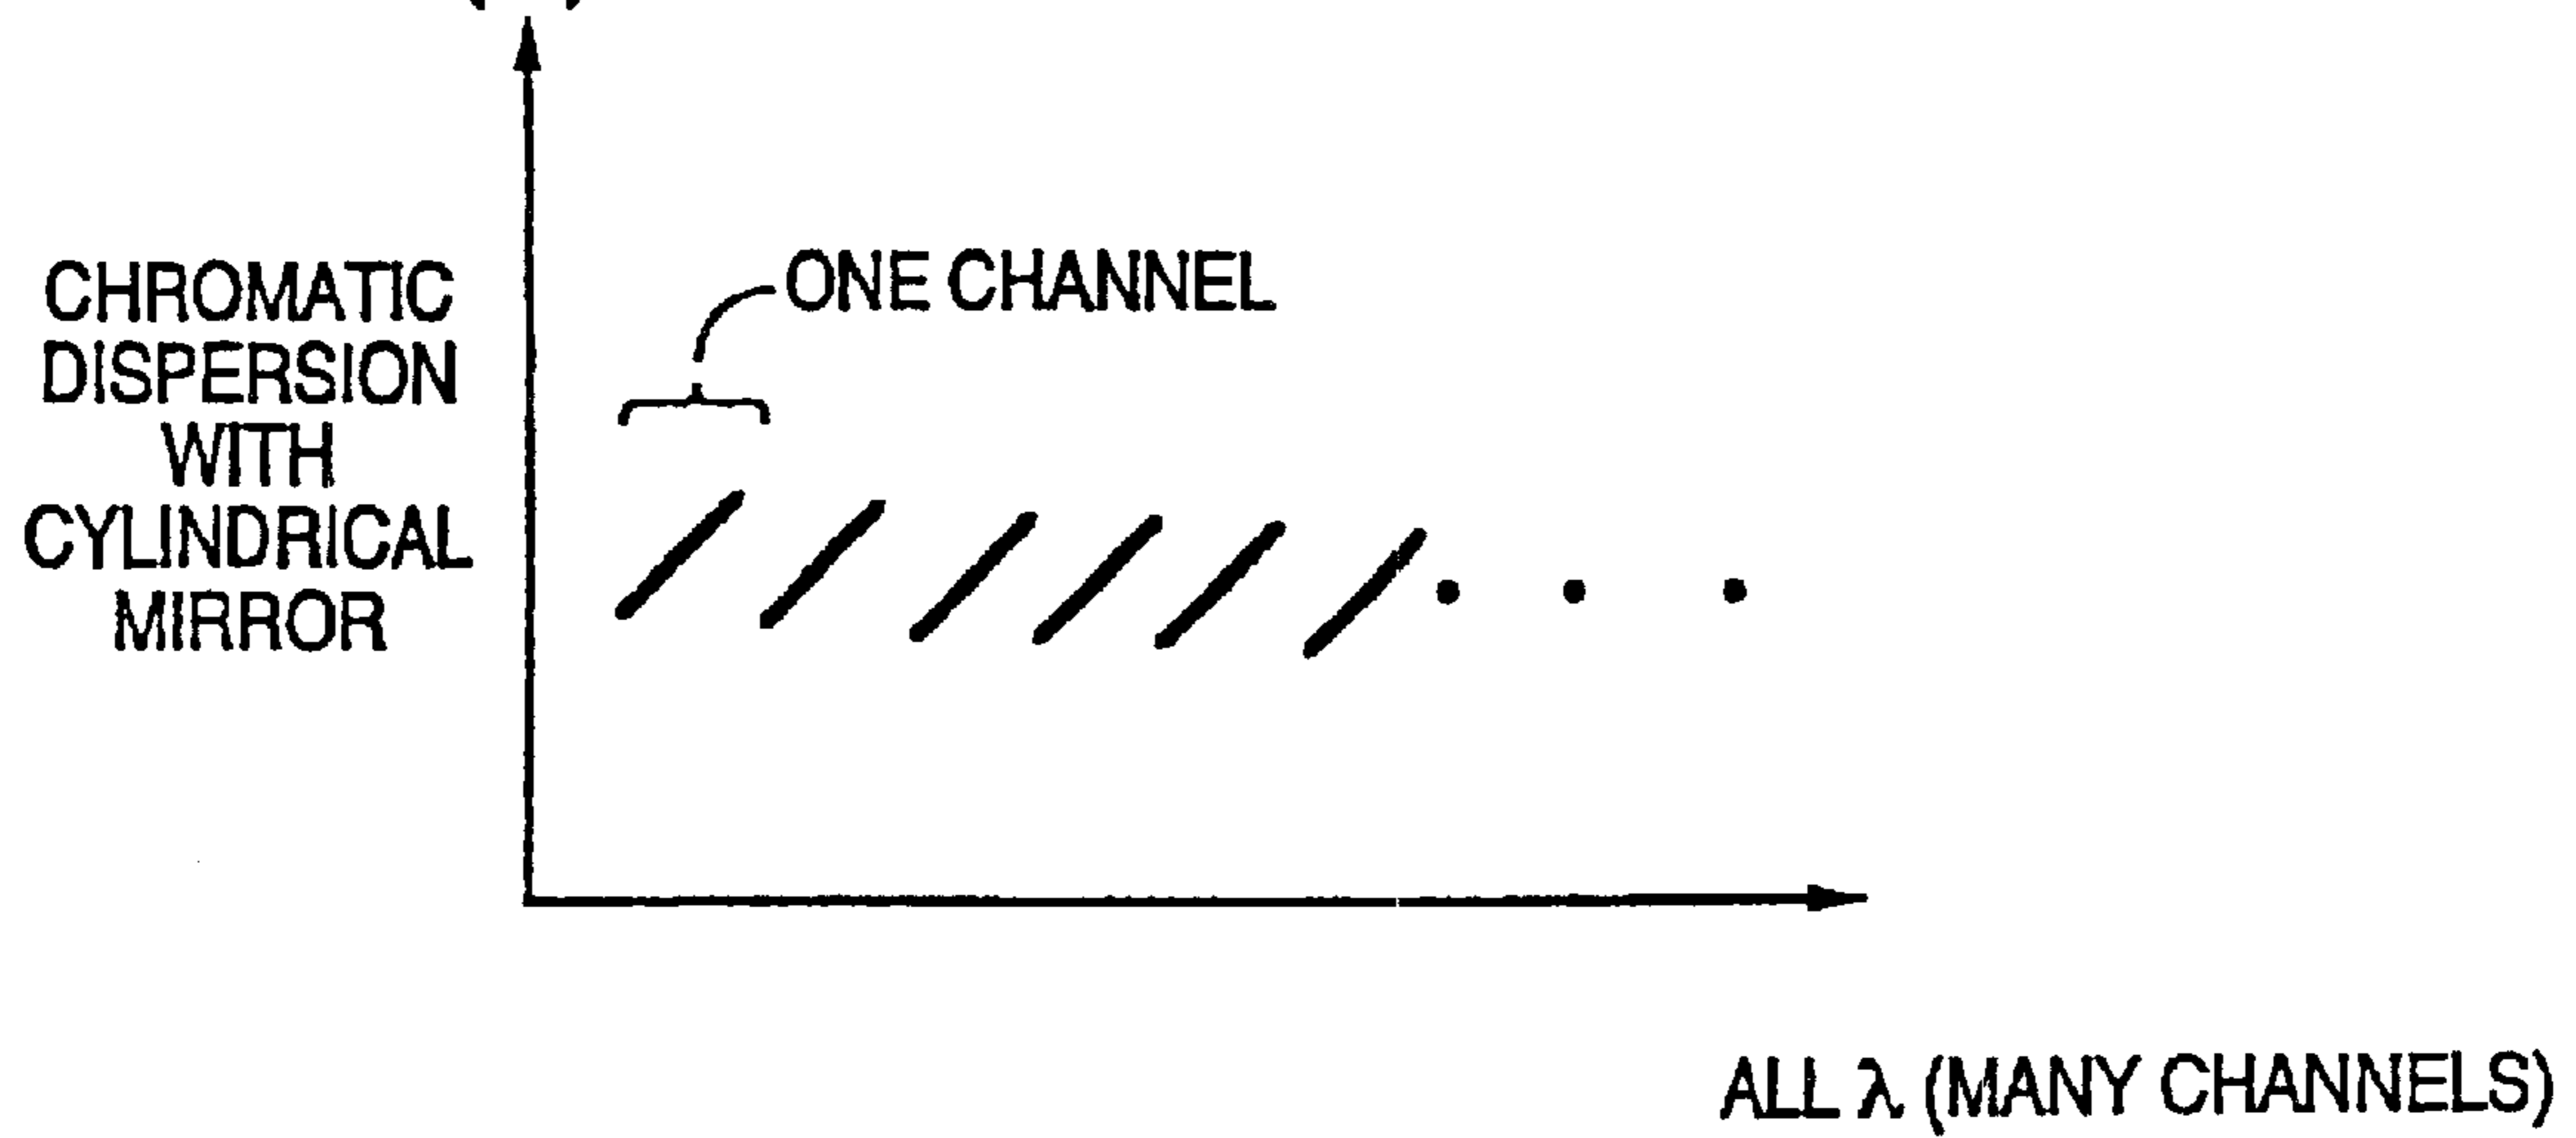 CHROMATIC
DISPERSION
WITH
CYLINDRICAL
MIRROR
ONE CHANNEL
ALL λ (MANY CHANNELS)